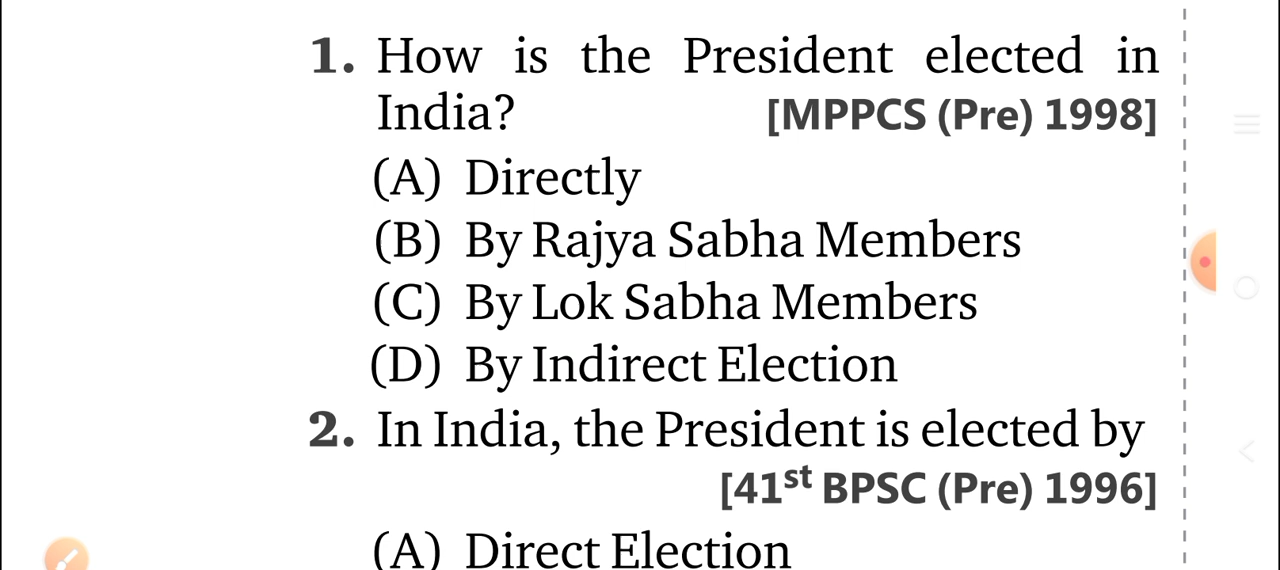 1. How is the President elected in
India? [MPPCS (Pre) 1998]
(A) Directly
(B) By Rajya Sabha Members
(C) By Lok Sabha Members
(D) By Indirect Election
2. In India, the President is elected by
[41st BPSC (Pre) 1996]
(A) Direct Election